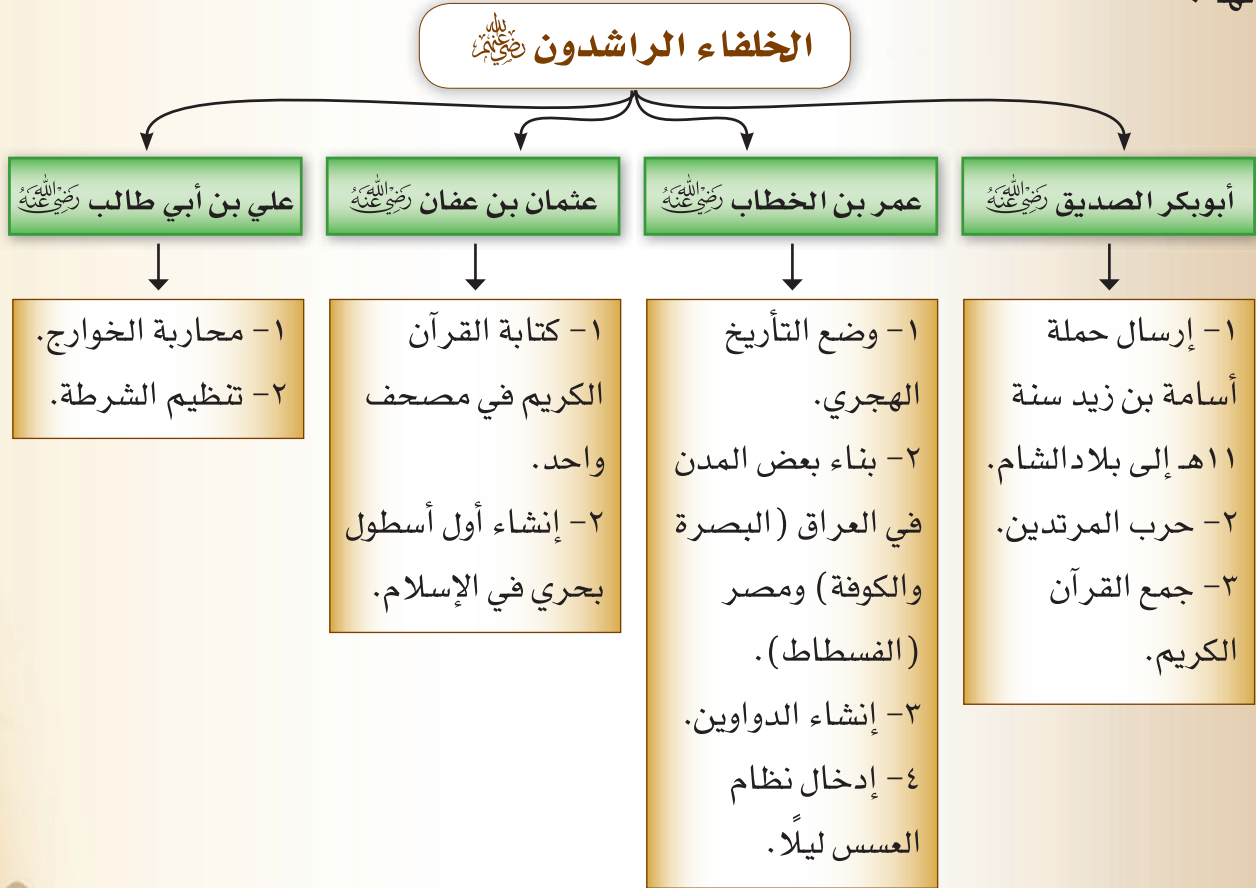 الخلفاء الراشدون رضي الله عنهم
أبوبكر الصديق رضي الله عنه
١- إرسال حملة
أسامة بن زيد سنة
١١هـ إلى بلاد الشام.
٢- حرب المرتدين.
٣- جمع القرآن
الكريم.
عمر بن الخطاب رضي الله عنه
١- وضع التأريخ
الهجري.
٢- بناء بعض المدن
في العراق (البصرة
والكوفة) ومصر
(الفسطاط).
٣- إنشاء الدواوين.
٤- إدخال نظام
العسس ليلًا.
عثمان بن عفان رضي الله عنه
١- كتابة القرآن
الكريم في مصحف
واحد.
٢- إنشاء أول أسطول
بحري في الإسلام.
علي بن أبي طالب رضي الله عنه
١- محاربة الخوارج.
٢- تنظيم الشرطة.